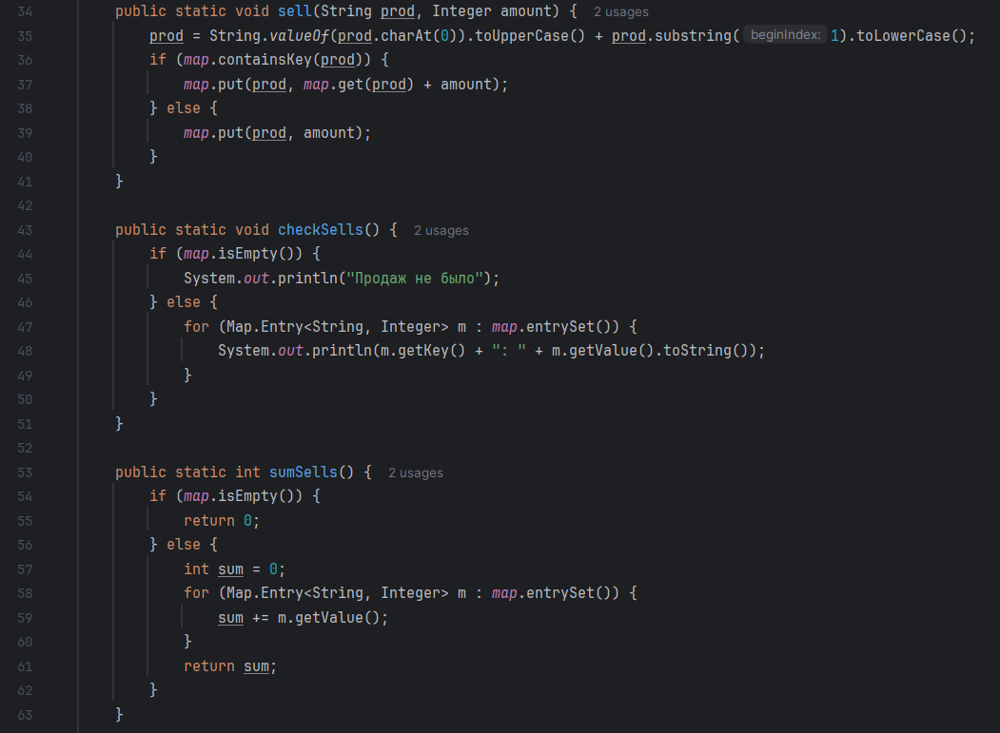 34 public static void sell(String prod, Integer amount) { 2 usages
35 prod = String.valueOf(prod.charAt(0)).toUpperCase() + prod.substring( beginIndex: 1).toLowerCase();
36 if (map.containsKey(prod)) {
37 map.put(prod, map.get(prod) + amount);
38 } else {
39 map.put(prod, amount);
40 }
41 }
42
43 public static void checkSells() { 2 usages
44 if (map.isEmpty()) {
45 System.out.println("Продаж не было");
46 } else {
47 for (Map.Entry<String, Integer> m : map.entrySet()) {
48 System.out.println(m.getKey() + ": " + m.getValue().toString());
49 }
50 }
51 }
52
53 public static int sumSells() { 2 usages
54 if (map.isEmpty()) {
55 return 0;
56 } else {
57 int sum = 0;
58 for (Map.Entry<String, Integer> m : map.entrySet()) {
59 sum += m.getValue();
60 }
61 return sum;
62 }
63 }